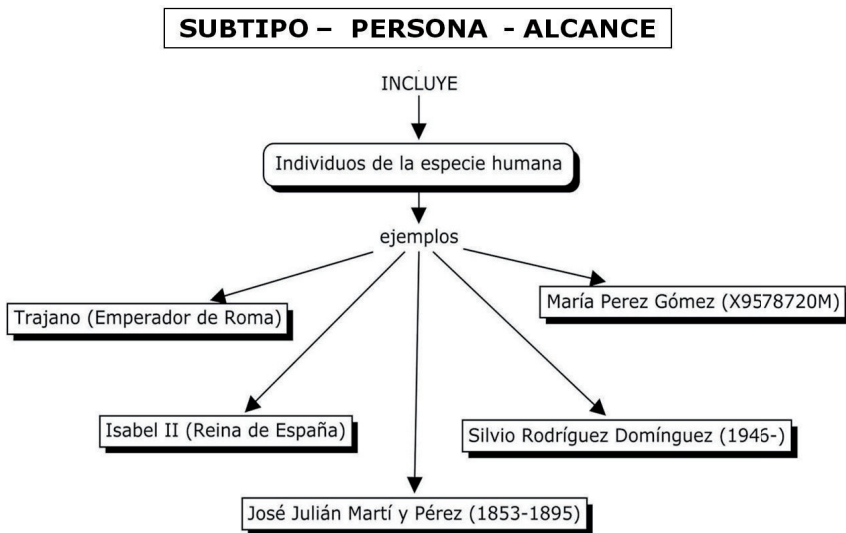 SUBTIPO – PERSONA - ALCANCE
INCLUYE
Individuos de la especie humana
ejemplos
Trajano (Emperador de Roma)
María Perez Gómez (X9578720M)
Isabel II (Reina de España)
Silvio Rodríguez Domínguez (1946-)
José Julián Martí y Pérez (1853-1895)